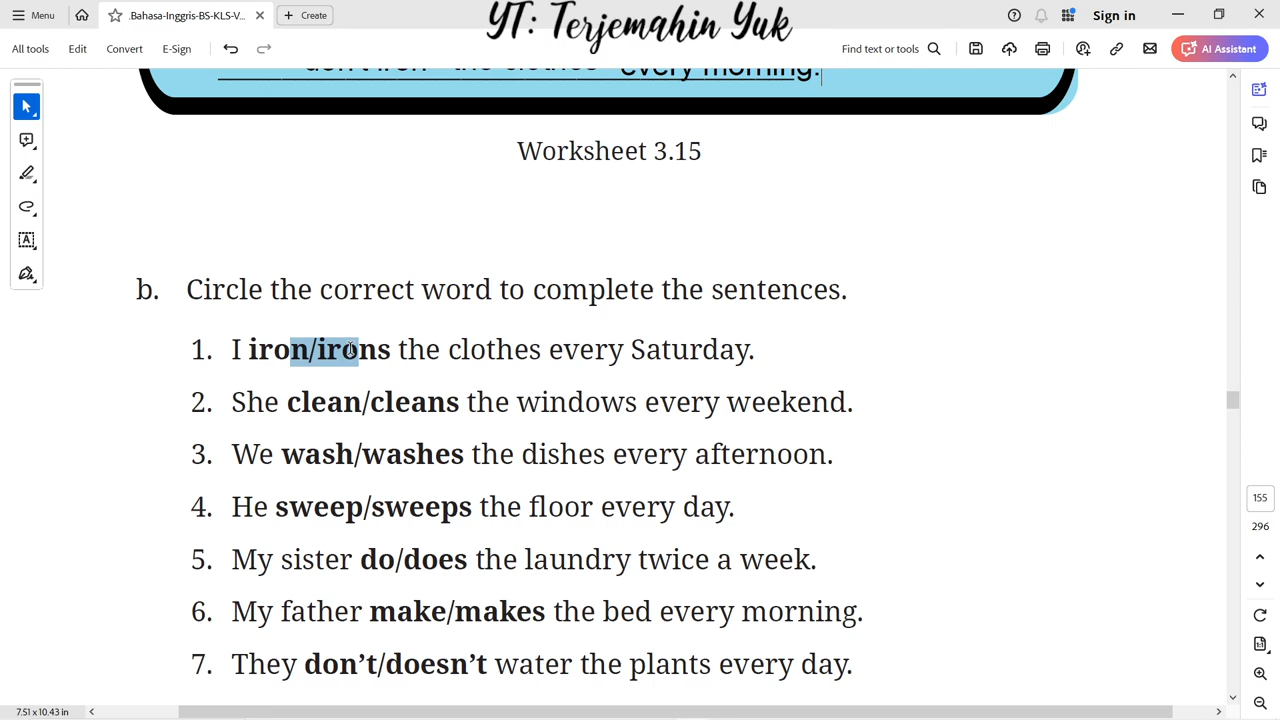 Menu
.Bahasa-Inggris-BS-KLS-V...
Create
YT: Terjemahin Yuk
Sign in
All tools
Edit
Convert
E-Sign
Find text or tools
AI Assistant
don't iron the clothes every morning.
Worksheet 3.15
b. Circle the correct word to complete the sentences.
1. I iron/irons the clothes every Saturday.
2. She clean/cleans the windows every weekend.
3. We wash/washes the dishes every afternoon.
4. He sweep/sweeps the floor every day.
5. My sister do/does the laundry twice a week.
6. My father make/makes the bed every morning.
7. They don’t/doesn’t water the plants every day.
155
296
7.51 x 10.43 in